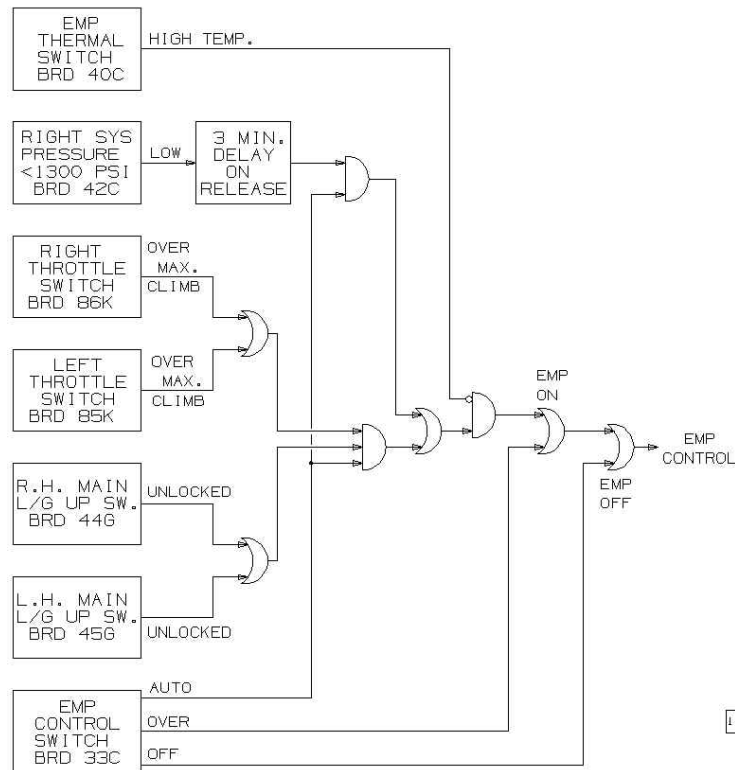 EMP
THERMAL
SWITCH
BRD 40C
HIGH TEMP.
RIGHT SYS
PRESSURE
<1300 PSI
BRD 42C
LOW
3 MIN.
DELAY
ON
RELEASE
RIGHT
THROTTLE
SWITCH
BRD 86K
OVER
MAX.
CLIMB
LEFT
THROTTLE
SWITCH
BRD 85K
OVER
MAX.
CLIMB
EMP
ON
EMP
CONTROL
EMP
OFF
R.H. MAIN
L/G UP SW.
BRD 44G
UNLOCKED
L.H. MAIN
L/G UP SW.
BRD 45G
UNLOCKED
EMP
CONTROL
SWITCH
BRD 33C
AUTO
OVER
OFF